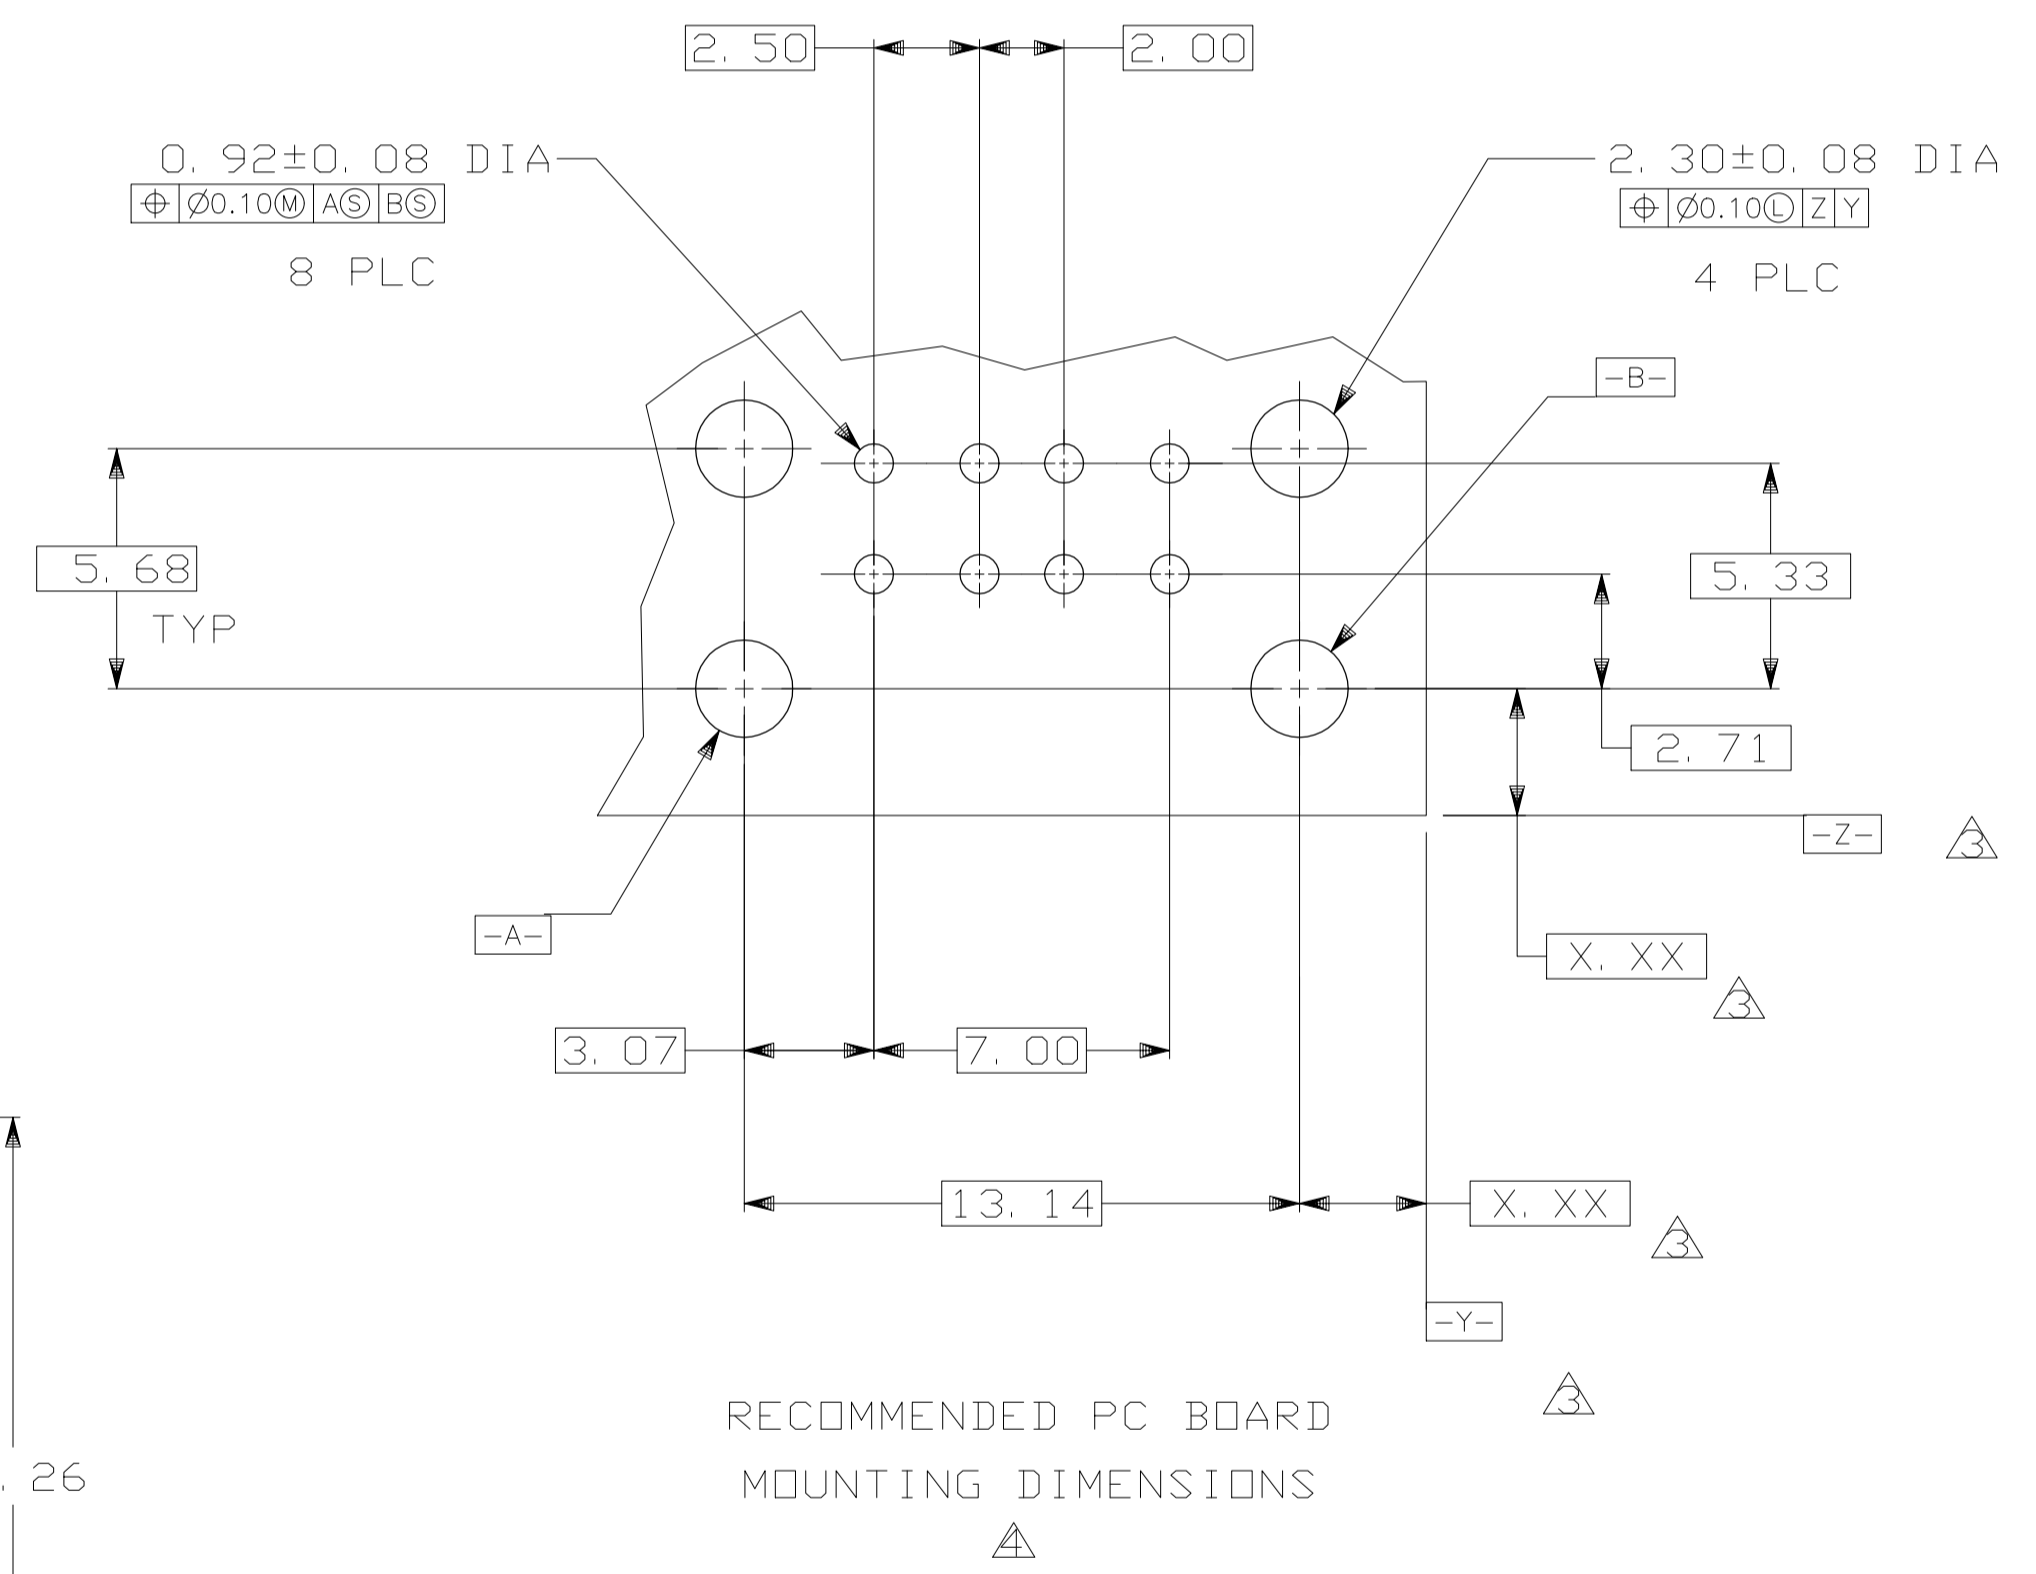 2.50
2.00
0.92±0.08 DIA
⌖ Ø0.10Ⓜ AⓈ BⓈ
8 PLC
2.30±0.08 DIA
⌖ Ø0.10Ⓛ Z Y
4 PLC
-B-
5.68
TYP
5.33
2.71
-Z-
3
-A-
X.XX
3
3.07
7.00
13.14
X.XX
3
-Y-
3
RECOMMENDED PC BOARD
MOUNTING DIMENSIONS
4
.26